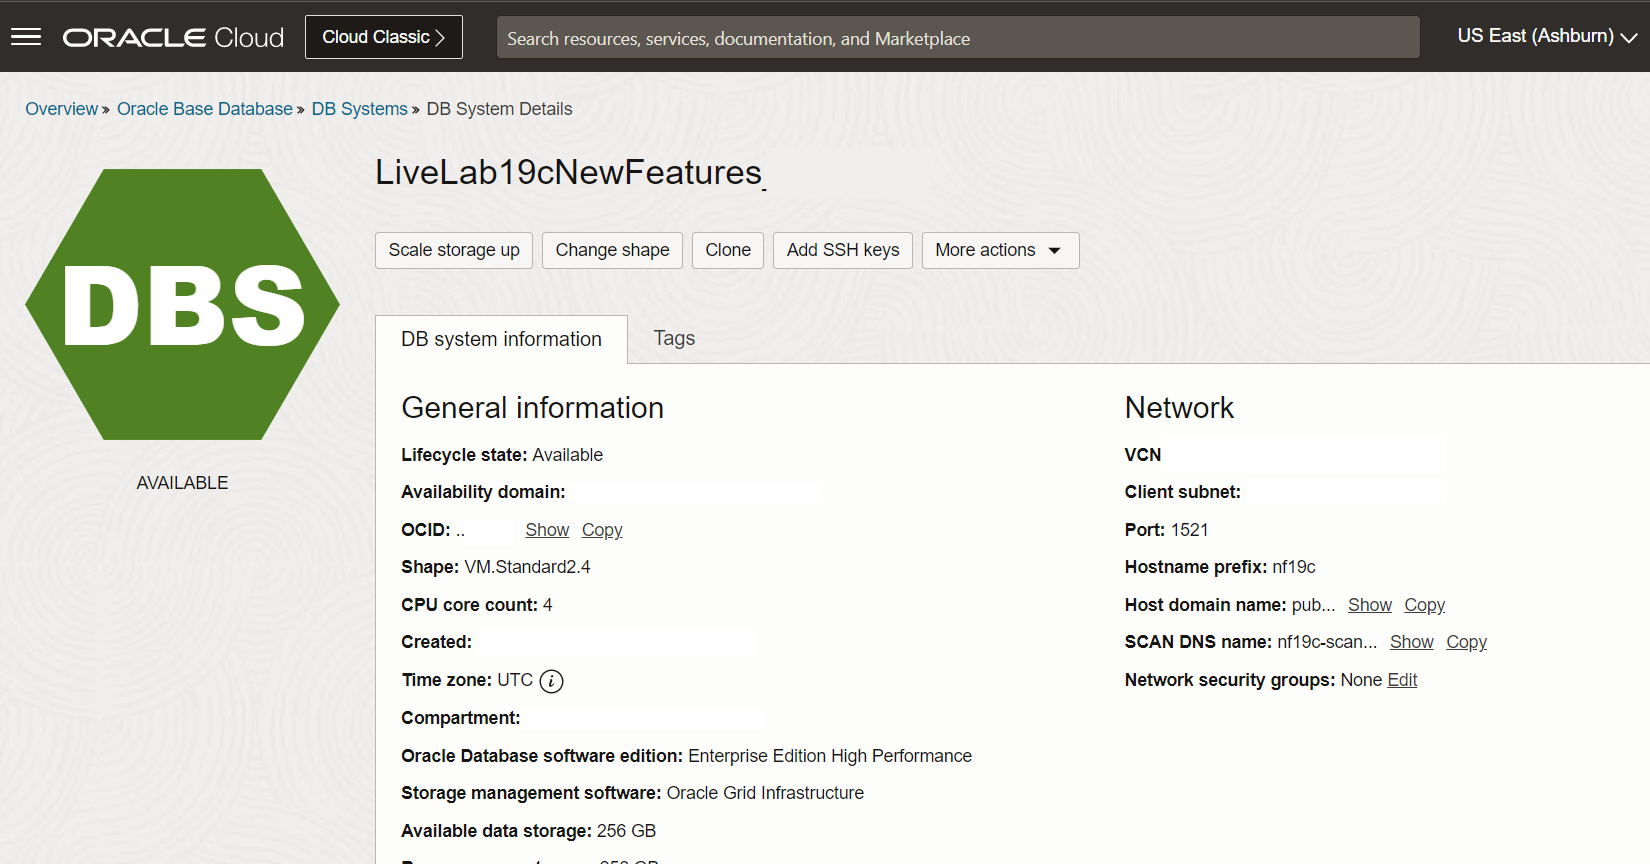 ORACLE Cloud
Cloud Classic
Search resources, services, documentation, and Marketplace
US East (Ashburn)
Overview » Oracle Base Database » DB Systems » DB System Details
DBS
AVAILABLE
LiveLab19cNewFeatures
Scale storage up
Change shape
Clone
Add SSH keys
More actions
DB system information
Tags
General information
Lifecycle state: Available
Availability domain:
OCID: .. Show Copy
Shape: VM.Standard2.4
CPU core count: 4
Created:
Time zone: UTC
Compartment:
Oracle Database software edition: Enterprise Edition High Performance
Storage management software: Oracle Grid Infrastructure
Available data storage: 256 GB
Network
VCN
Client subnet:
Port: 1521
Hostname prefix: nf19c
Host domain name: pub... Show Copy
SCAN DNS name: nf19c-scan... Show Copy
Network security groups: None Edit